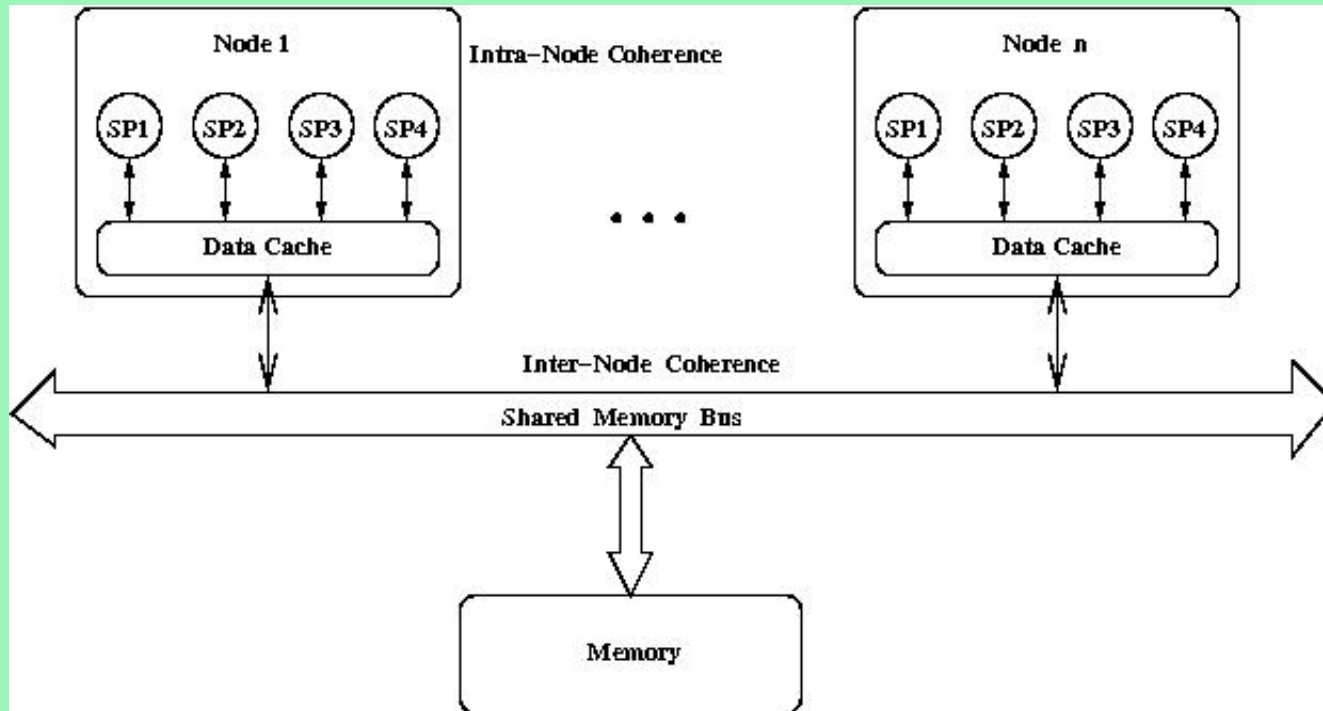 Node 1
Intra-Node Coherence
Node n
SP1 SP2 SP3 SP4
SP1 SP2 SP3 SP4
Data Cache
Data Cache
Inter-Node Coherence
Shared Memory Bus
Memory